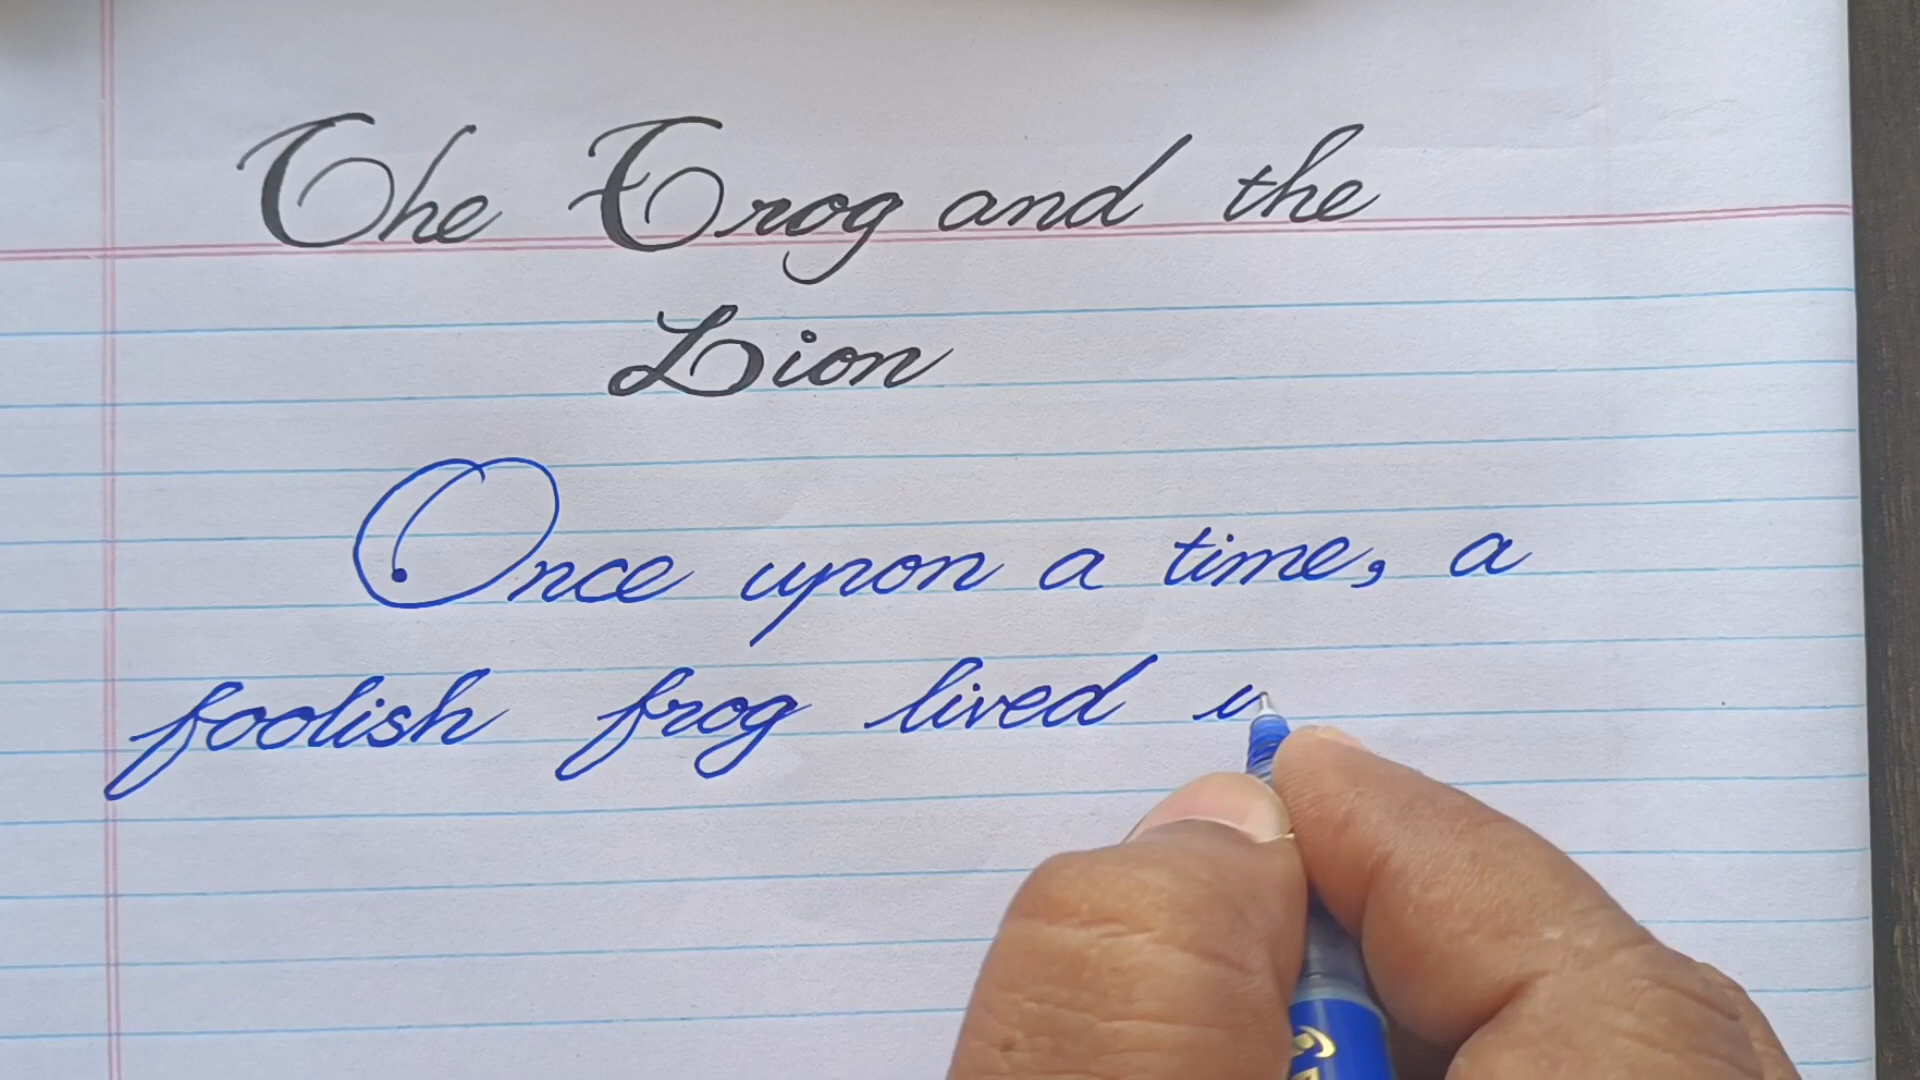 The Frog and the
Lion
Once upon a time, a
foolish frog lived